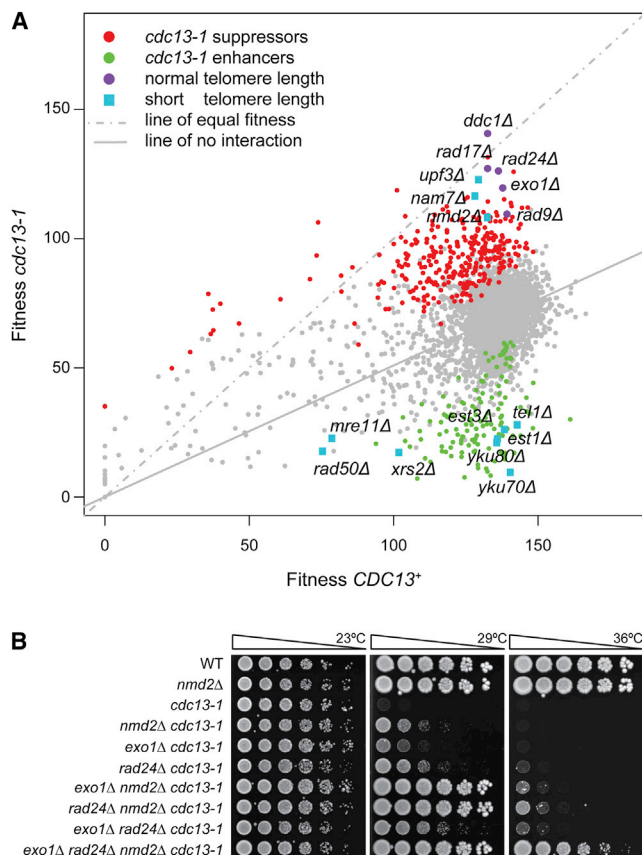 A
cdc13-1 suppressors
cdc13-1 enhancers
normal telomere length
short telomere length
line of equal fitness
line of no interaction
ddc1Δ
rad17Δ
rad24Δ
upf3Δ
exo1Δ
nam7Δ
nmd2Δ
rad9Δ
mre11Δ
rad50Δ
xrs2Δ
est3Δ
tel1Δ
est1Δ
yku80Δ
yku70Δ
150
100
50
0
Fitness cdc13-1
0
50
100
150
Fitness CDC13+
B
23ºC
29ºC
36ºC
WT
nmd2Δ
cdc13-1
nmd2Δ cdc13-1
exo1Δ cdc13-1
rad24Δ cdc13-1
exo1Δ nmd2Δ cdc13-1
rad24Δ nmd2Δ cdc13-1
exo1Δ rad24Δ cdc13-1
exo1Δ rad24Δ nmd2Δ cdc13-1